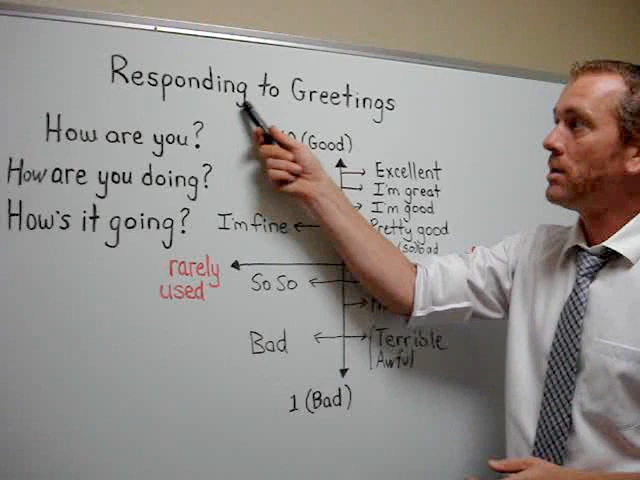 Responding to Greetings
How are you?
How are you doing?
How's it going?
(Good)
Excellent
I'm great
I'm good
Pretty good
(so) bad
I'm fine
rarely
used
So So
Bad
Terrible
Awful
1 (Bad)